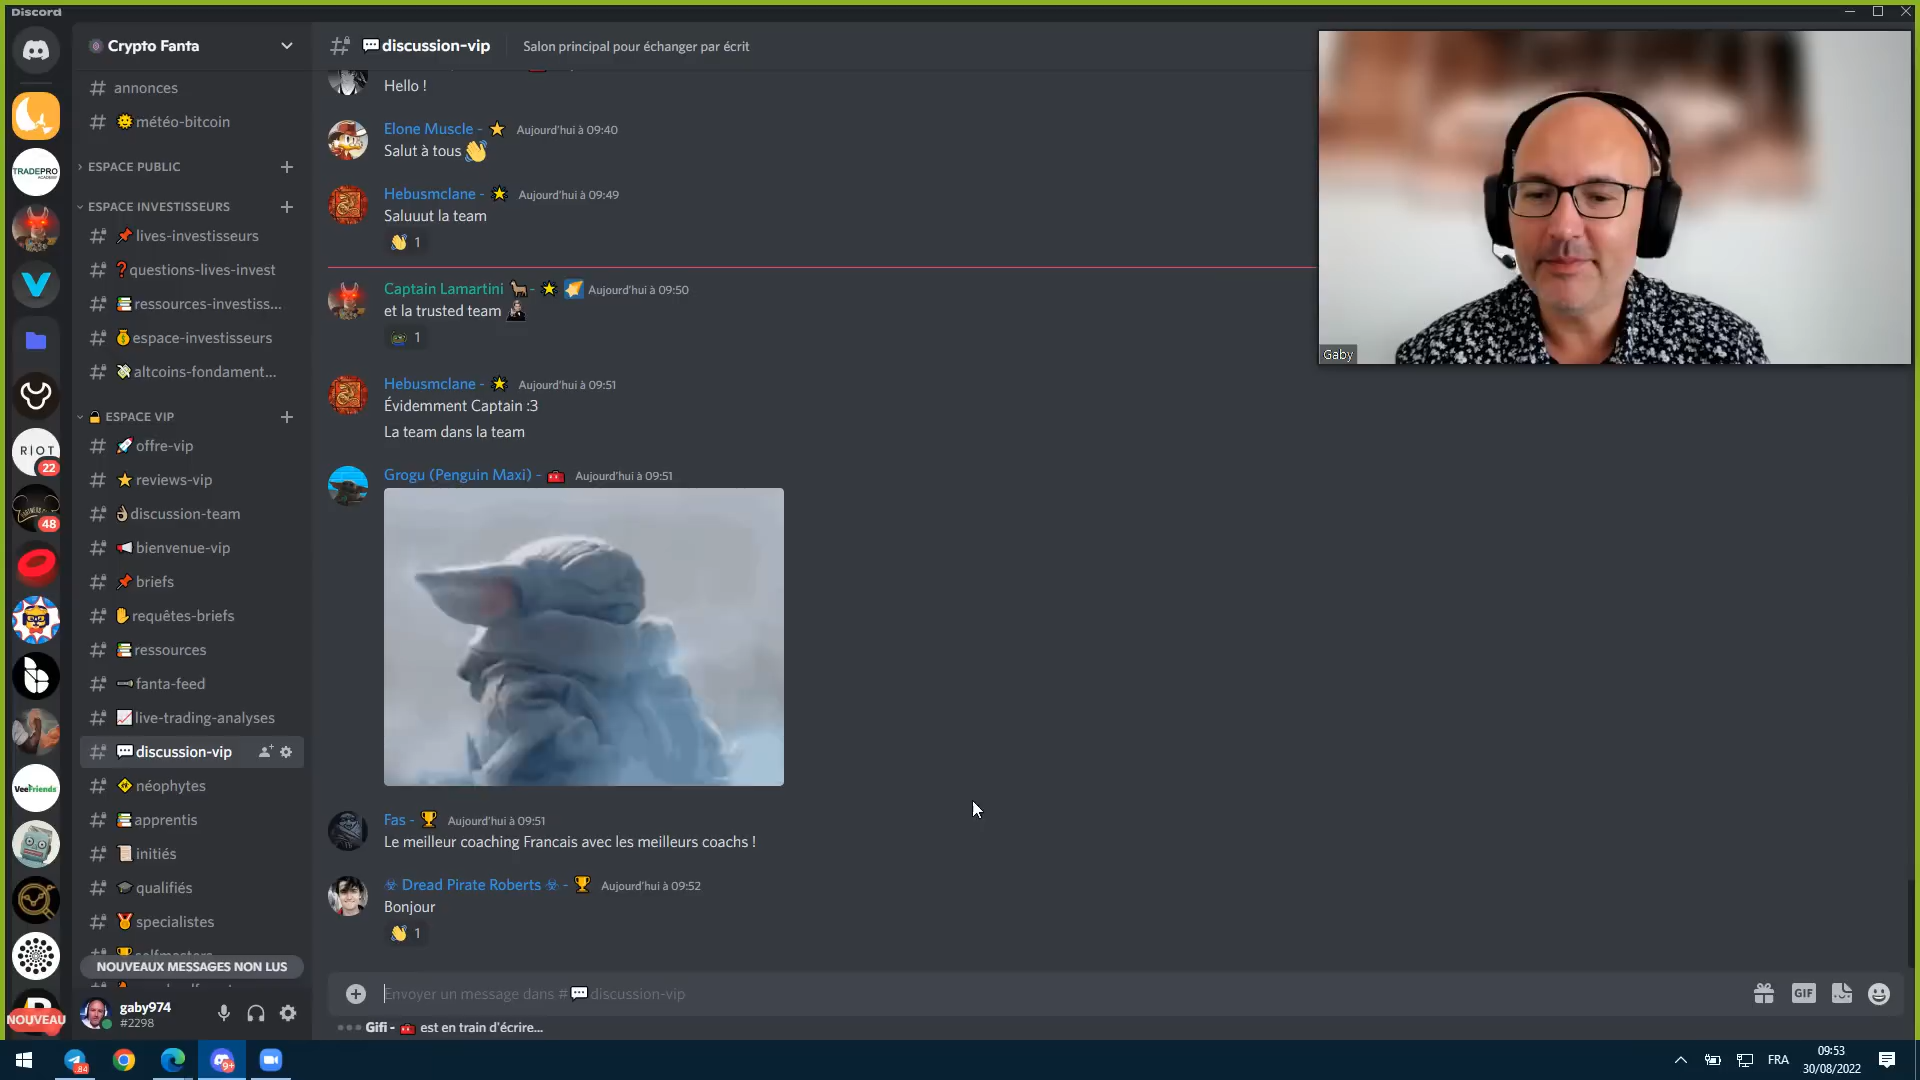 Discord
Crypto Fanta
annonces
météo-bitcoin
ESPACE PUBLIC
ESPACE INVESTISSEURS
lives-investisseurs
questions-lives-invest
ressources-investiss...
espace-investisseurs
altcoins-fondament...
ESPACE VIP
offre-vip
reviews-vip
discussion-team
bienvenue-vip
briefs
requêtes-briefs
ressources
fanta-feed
live-trading-analyses
discussion-vip
néophytes
apprentis
initiés
qualifiés
specialistes
NOUVEAUX MESSAGES NON LUS
gaby974
#2298
TRADEPRO
ACADEMY
RIOT
22
48
VeeFriends
NOUVEAU
discussion-vip
Salon principal pour échanger par écrit
Hello !
Elone Muscle - Aujourd'hui à 09:40
Salut à tous
Hebusmclane - Aujourd'hui à 09:49
Saluuut la team
1
Captain Lamartini - Aujourd'hui à 09:50
et la trusted team
1
Hebusmclane - Aujourd'hui à 09:51
Évidemment Captain :3
La team dans la team
Grogu (Penguin Maxi) - Aujourd'hui à 09:51
Fas - Aujourd'hui à 09:51
Le meilleur coaching Francais avec les meilleurs coachs !
Dread Pirate Roberts - Aujourd'hui à 09:52
Bonjour
1
Envoyer un message dans # discussion-vip
GIF
Gifi - est en train d'écrire...
Gaby
84
9+
FRA
09:53
30/08/2022